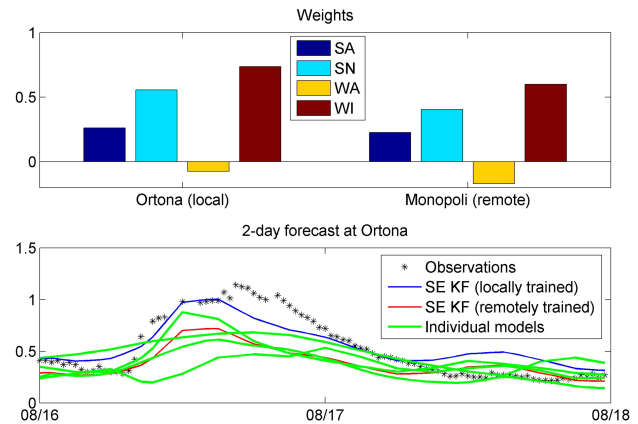 Weights
1
0.5
0
SA
SN
WA
WI
Ortona (local)
Monopoli (remote)
2-day forecast at Ortona
1.5
1
0.5
0
Observations
SE KF (locally trained)
SE KF (remotely trained)
Individual models
08/16
08/17
08/18